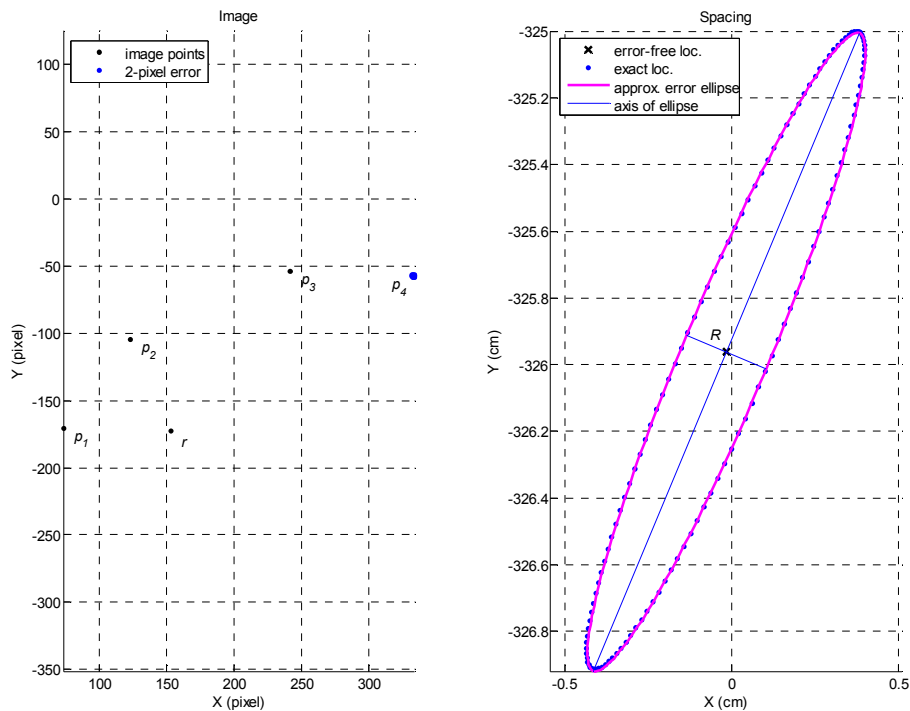 Image
100
50
0
-50
-100
-150
-200
-250
-300
-350
100
150
200
250
300
Y (pixel)
X (pixel)
image points
2-pixel error
p1
p2
p3
p4
r
Spacing
-325
-325.2
-325.4
-325.6
-325.8
-326
-326.2
-326.4
-326.6
-326.8
-0.5
0
0.5
Y (cm)
X (cm)
error-free loc.
exact loc.
approx. error ellipse
axis of ellipse
R